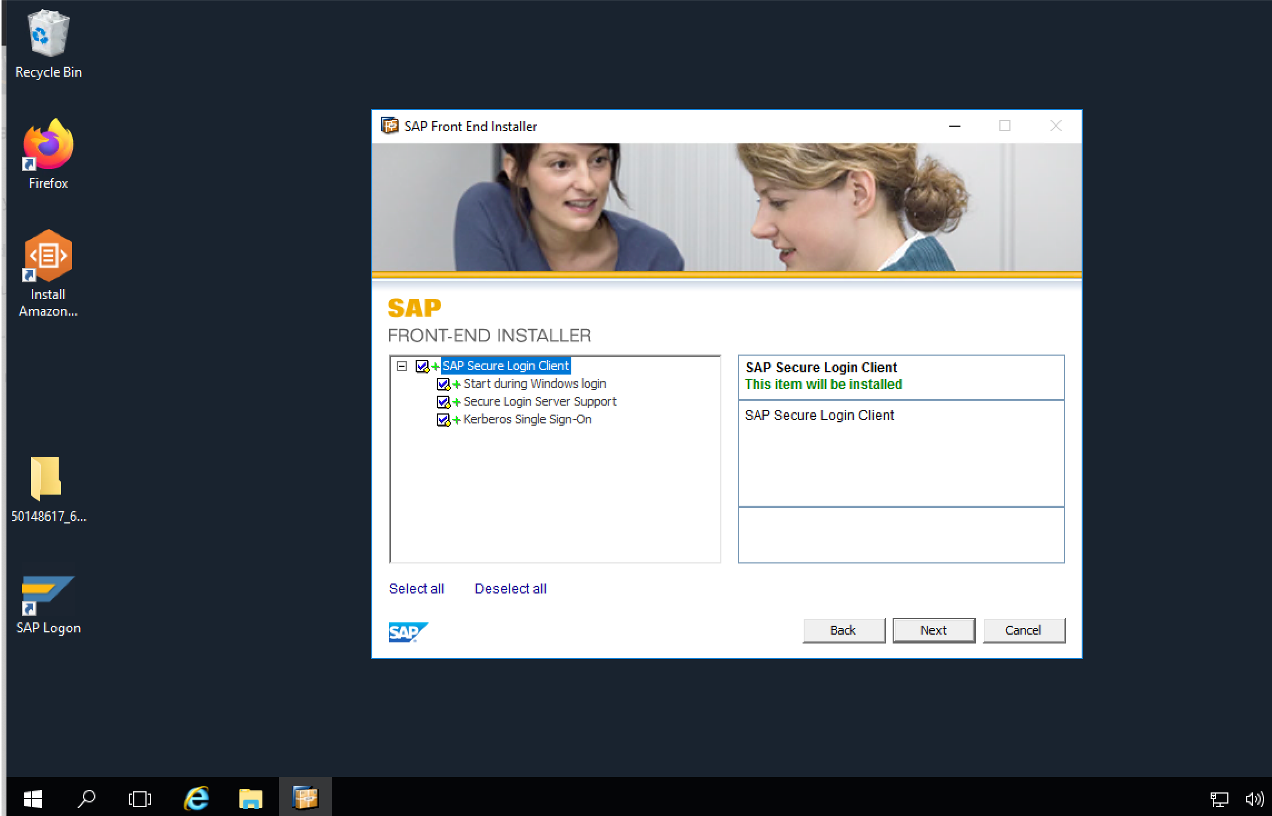 Recycle Bin
Firefox
Install
Amazon...
50148617_6...
SAP Logon
SAP Front End Installer
SAP
FRONT-END INSTALLER
SAP Secure Login Client
Start during Windows login
Secure Login Server Support
Kerberos Single Sign-On
SAP Secure Login Client
This item will be installed
SAP Secure Login Client
Select all Deselect all
SAP
Back Next Cancel